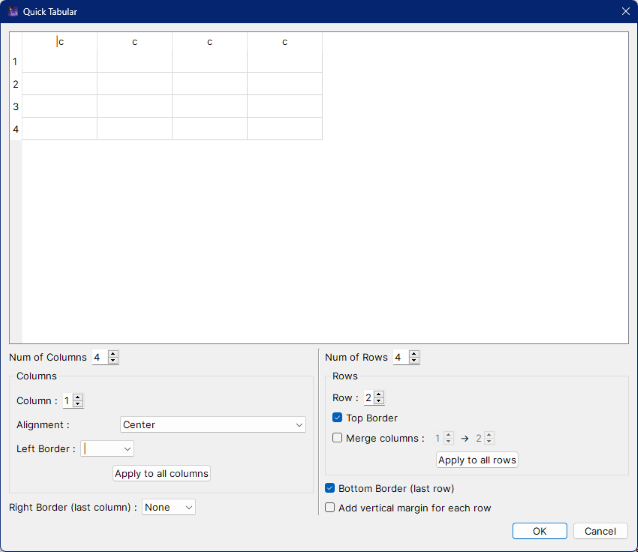 Quick Tabular
|c c c c
1
2
3
4
Num of Columns 4
Columns
Column : 1
Alignment : Center
Left Border : |
Apply to all columns
Right Border (last column) : None
Num of Rows 4
Rows
Row : 2
Top Border
Merge columns : 1 → 2
Apply to all rows
Bottom Border (last row)
Add vertical margin for each row
OK Cancel